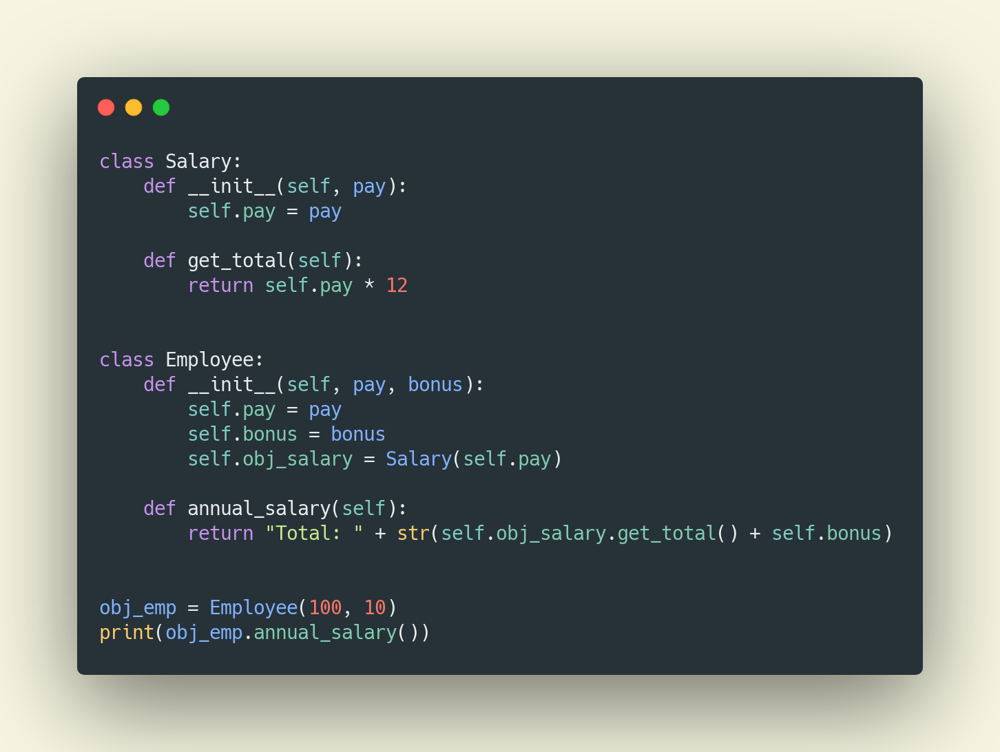 class Salary:
    def __init__(self, pay):
        self.pay = pay

    def get_total(self):
        return self.pay * 12


class Employee:
    def __init__(self, pay, bonus):
        self.pay = pay
        self.bonus = bonus
        self.obj_salary = Salary(self.pay)

    def annual_salary(self):
        return "Total: " + str(self.obj_salary.get_total() + self.bonus)


obj_emp = Employee(100, 10)
print(obj_emp.annual_salary())